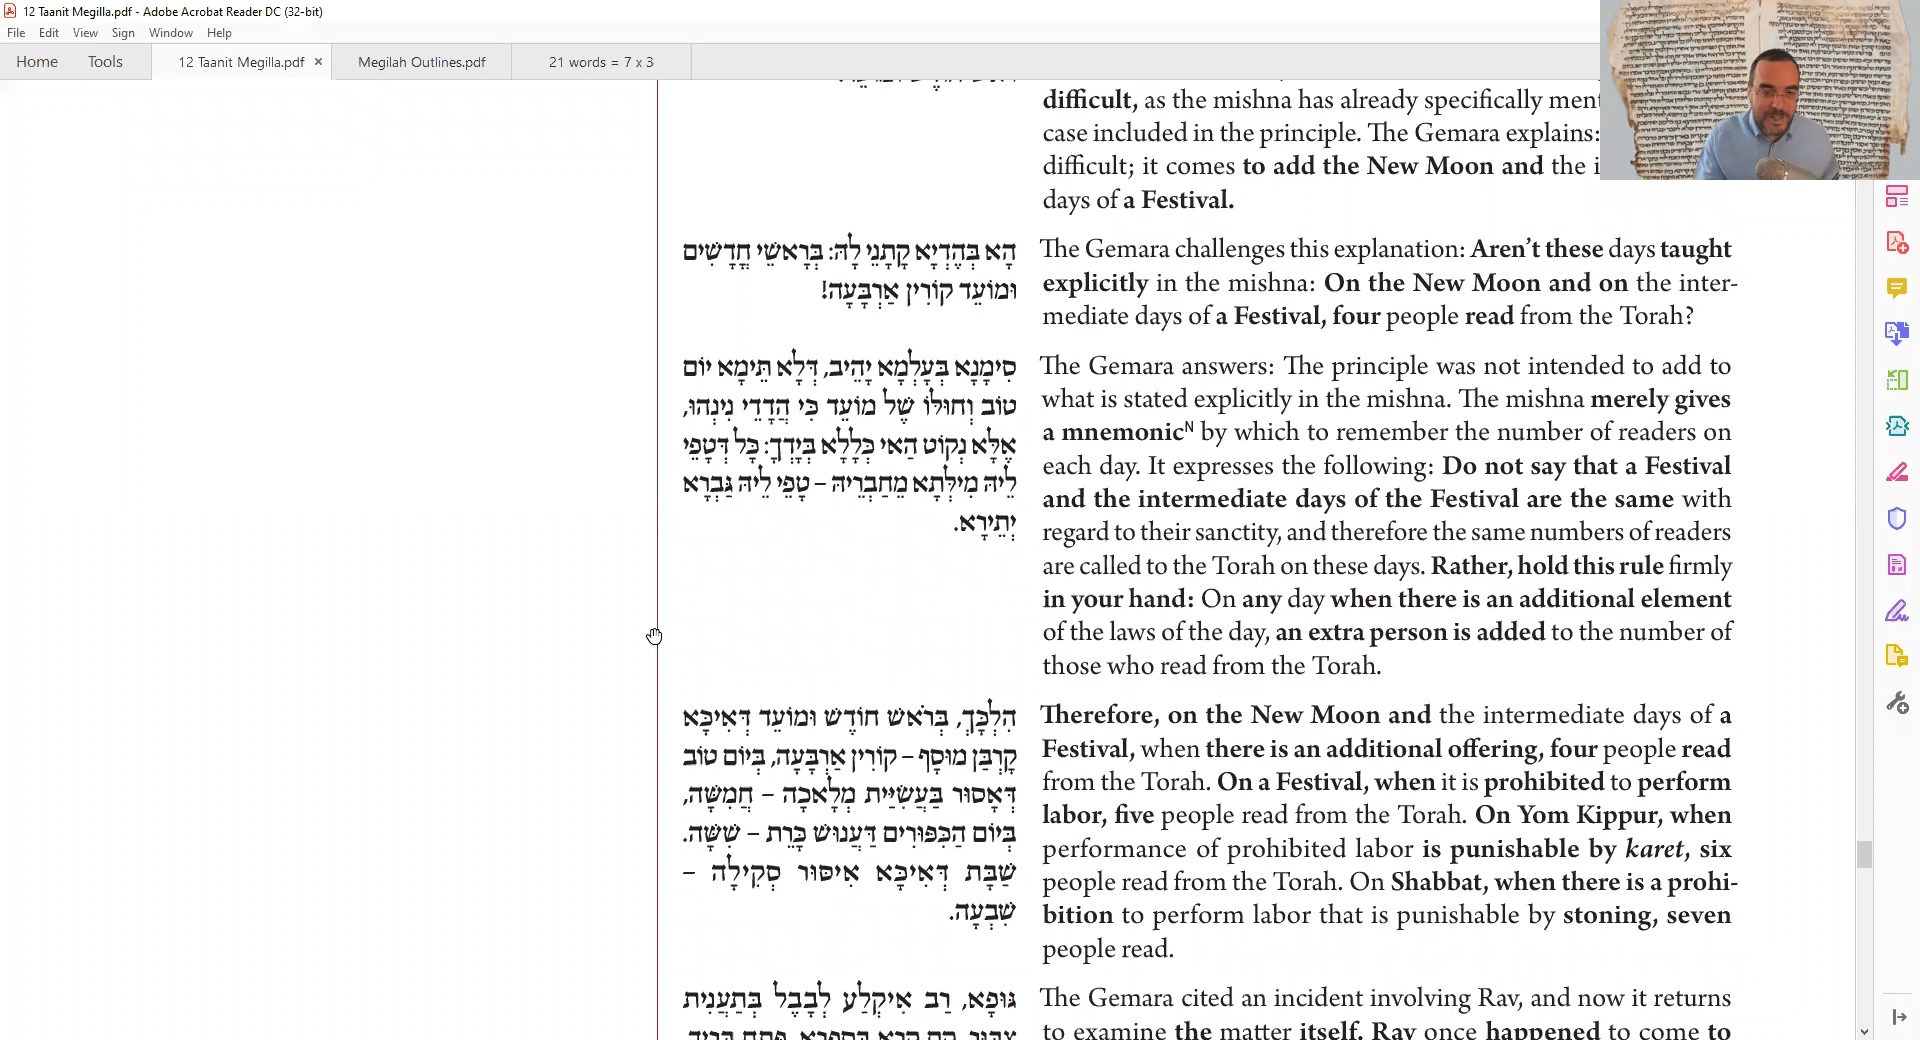 12 Taanit Megilla.pdf - Adobe Acrobat Reader DC (32-bit)
File Edit View Sign Window Help
Home Tools 12 Taanit Megilla.pdf × Megilah Outlines.pdf 21 words = 7 x 3
difficult, as the mishna has already specifically ment
case included in the principle. The Gemara explains:
difficult; it comes to add the New Moon and the i
days of a Festival.
הָא בְּהֶדְיָא קָתָנֵי לַהּ: בְּרָאשֵׁי חֳדָשִׁים
וּמוֹעֵד קוֹרִין אַרְבָּעָה!
The Gemara challenges this explanation: Aren't these days taught
explicitly in the mishna: On the New Moon and on the inter-
mediate days of a Festival, four people read from the Torah?
סִימָנָא בְּעָלְמָא יָהֵיב, דְּלָא תֵּימָא יוֹם
טוֹב וְחוּלּוֹ שֶׁל מוֹעֵד כִּי הֲדָדֵי נִינְהוּ,
אֶלָּא נְקוֹט הַאי כְּלָלָא בְּיָדְךָ: כָּל דְּטָפֵי
לֵיהּ מִילְּתָא מֵחַבְרֵיהּ – טָפֵי לֵיהּ גַּבְרָא
יְתֵירָא.
The Gemara answers: The principle was not intended to add to
what is stated explicitly in the mishna. The mishna merely gives
a mnemonicᴺ by which to remember the number of readers on
each day. It expresses the following: Do not say that a Festival
and the intermediate days of the Festival are the same with
regard to their sanctity, and therefore the same numbers of readers
are called to the Torah on these days. Rather, hold this rule firmly
in your hand: On any day when there is an additional element
of the laws of the day, an extra person is added to the number of
those who read from the Torah.
הִלְכָּךְ, בְּרֹאשׁ חוֹדֶשׁ וּמוֹעֵד דְּאִיכָּא
קָרְבַּן מוּסָף – קוֹרִין אַרְבָּעָה, בְּיוֹם טוֹב
דְּאָסוּר בַּעֲשִׂיַּית מְלָאכָה – חֲמִשָּׁה,
בְּיוֹם הַכִּפּוּרִים דַּעֲנוּשׁ כָּרֵת – שִׁשָּׁה.
שַׁבָּת דְּאִיכָּא אִיסּוּר סְקִילָה –
שִׁבְעָה.
Therefore, on the New Moon and the intermediate days of a
Festival, when there is an additional offering, four people read
from the Torah. On a Festival, when it is prohibited to perform
labor, five people read from the Torah. On Yom Kippur, when
performance of prohibited labor is punishable by karet, six
people read from the Torah. On Shabbat, when there is a prohi-
bition to perform labor that is punishable by stoning, seven
people read.
גּוּפָא, רַב אִיקְלַע לְבָבֶל בְּתַעֲנִית
The Gemara cited an incident involving Rav, and now it returns
to examine the matter itself. Rav once happened to come to